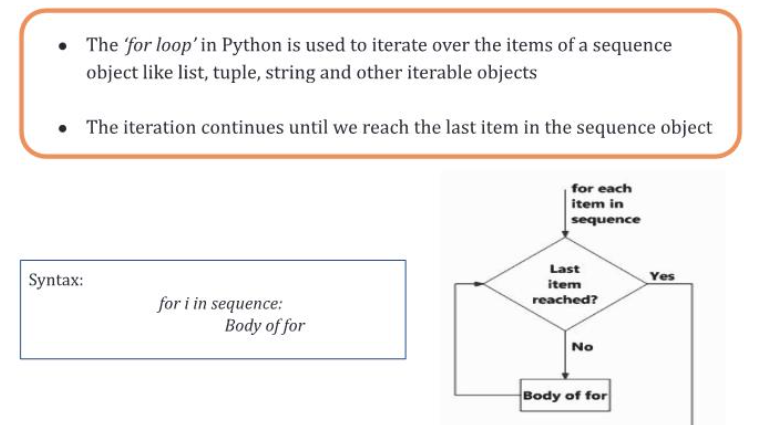 • The ‘for loop’ in Python is used to iterate over the items of a sequence
object like list, tuple, string and other iterable objects
• The iteration continues until we reach the last item in the sequence object
Syntax:
for i in sequence:
Body of for
for each
item in
sequence
Last
item
reached?
Yes
No
Body of for